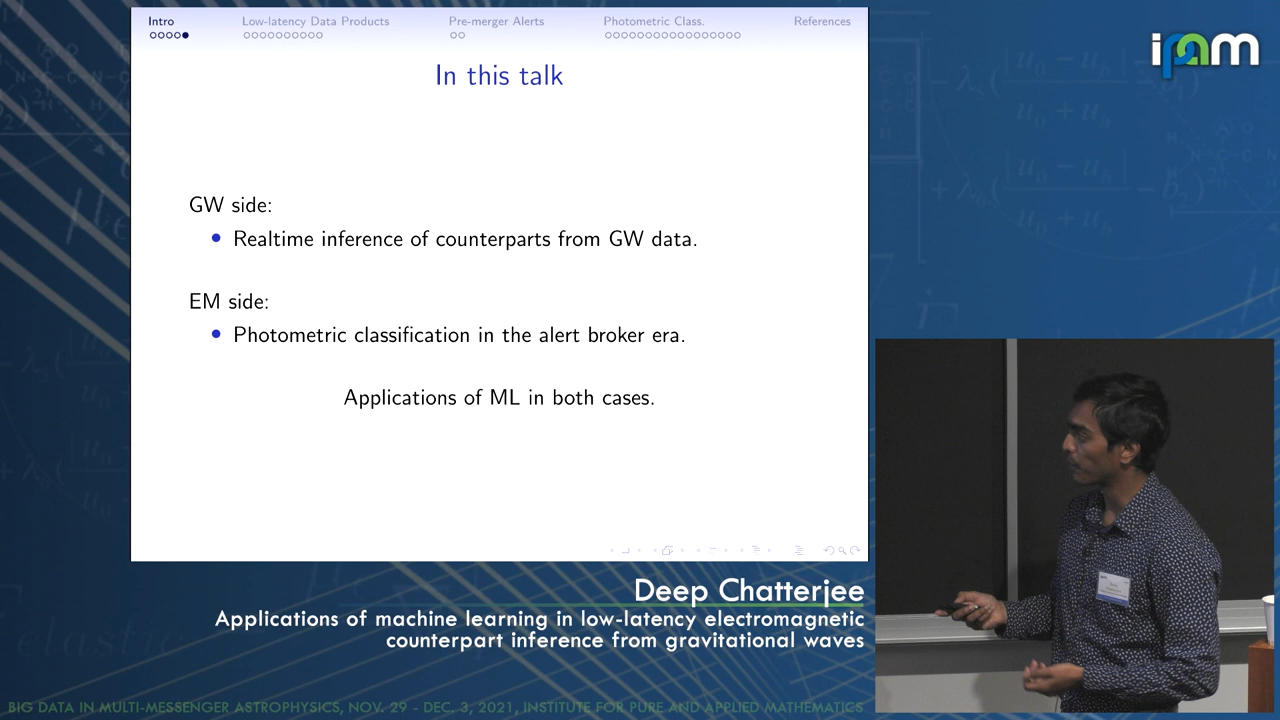 Intro
Low-latency Data Products
Pre-merger Alerts
Photometric Class.
References
ipam
In this talk
GW side:
Realtime inference of counterparts from GW data.
EM side:
Photometric classification in the alert broker era.
Applications of ML in both cases.
Deep Chatterjee
Applications of machine learning in low-latency electromagnetic
counterpart inference from gravitational waves
BIG DATA IN MULTI-MESSENGER ASTROPHYSICS, NOV. 29 - DEC. 3, 2021, INSTITUTE FOR PURE AND APPLIED MATHEMATICS